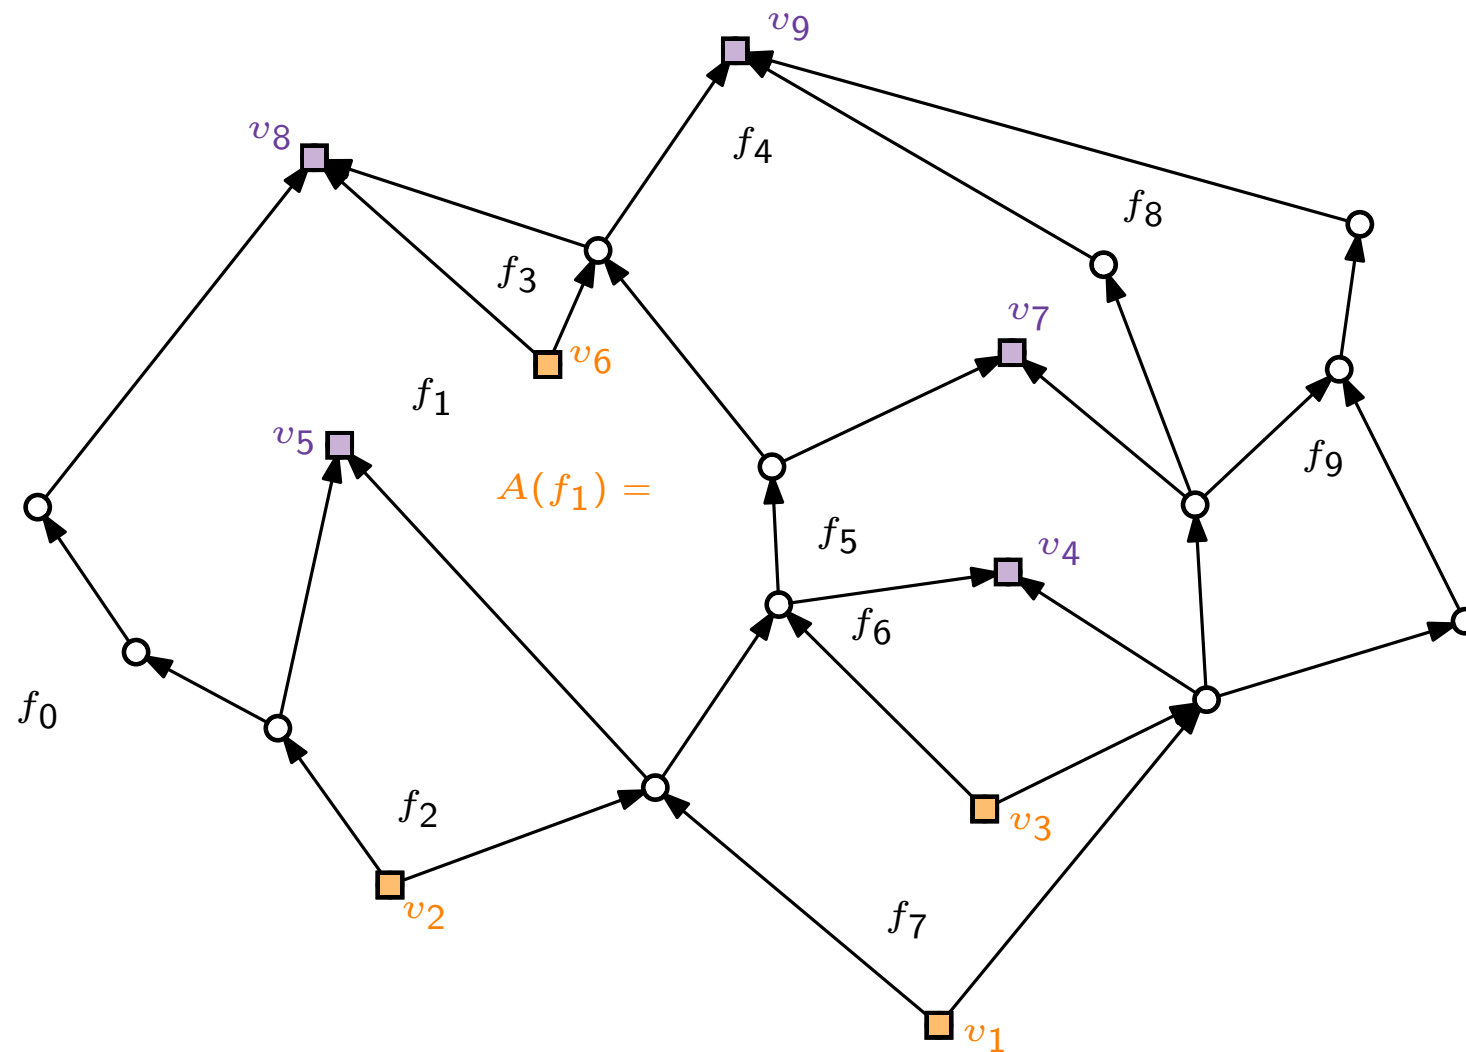 v₉
v₈
f₄
f₈
f₃
v₇
v₆
f₁
v₅
f₉
A(f₁) =
f₅
v₄
f₆
f₀
f₂
v₃
v₂
f₇
v₁